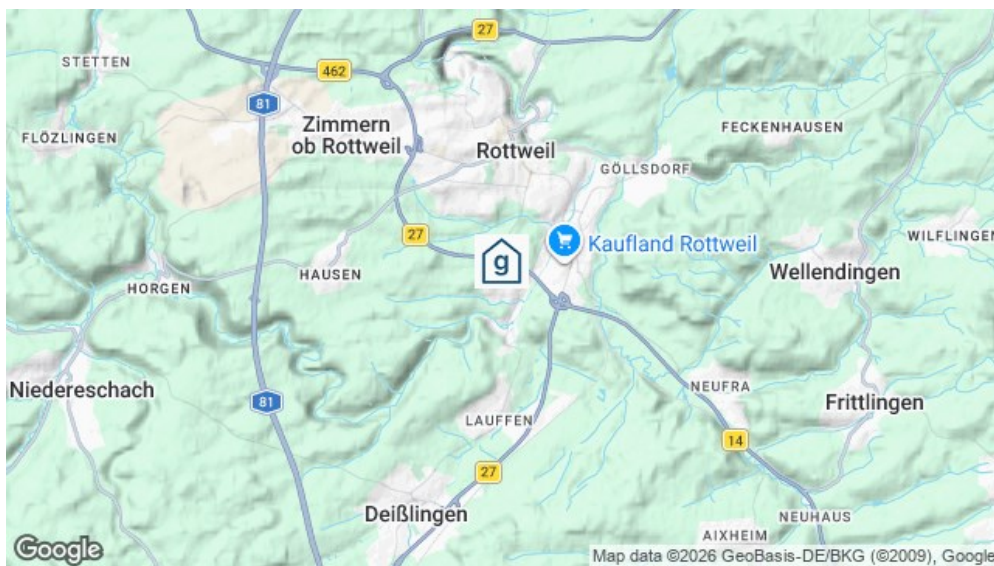 27
STETTEN
462
81
Zimmern
ob Rottweil
FLÖZLINGEN
Rottweil
FECKENHAUSEN
GÖLLSDORF
27
Kaufland Rottweil
WILFLINGEN
g
HAUSEN
Wellendingen
HORGEN
Niedereschach
NEUFRA
81
Frittlingen
LAUFFEN
14
27
Deißlingen
NEUHAUS
AIXHEIM
Google
Map data ©2026 GeoBasis-DE/BKG (©2009), Google